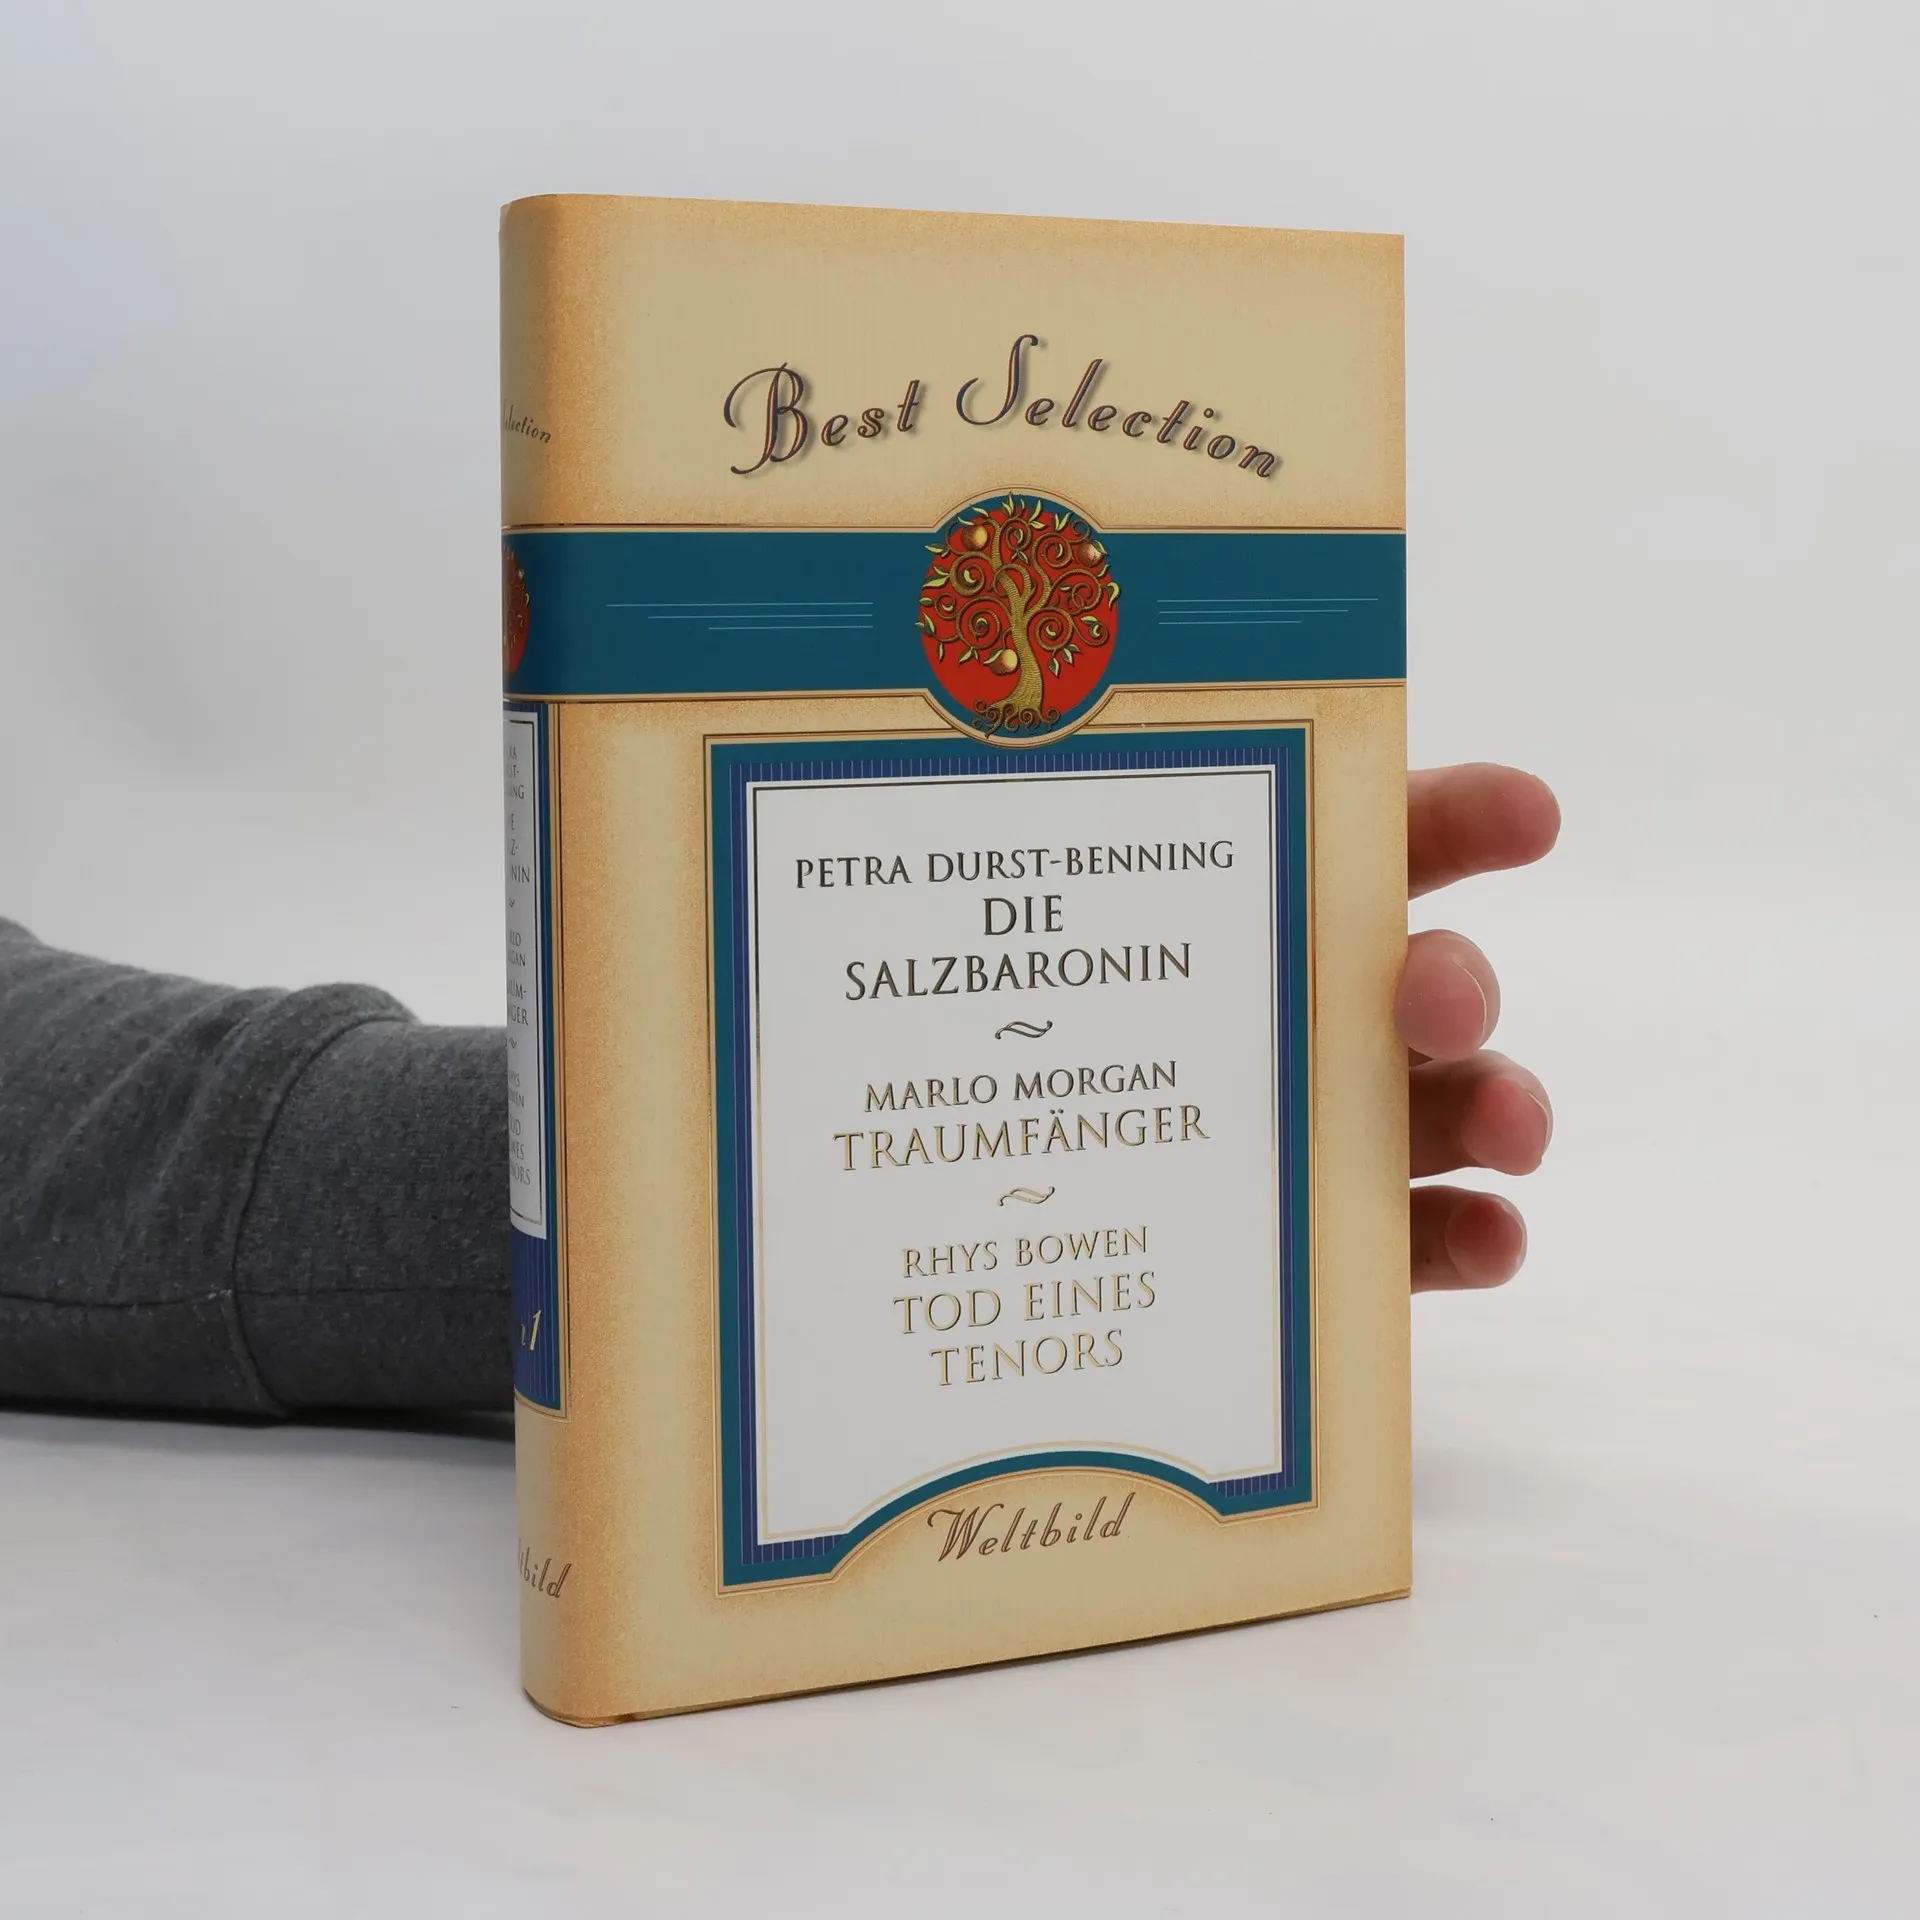 Best Selection
PETRA DURST-BENNING
DIE
SALZBARONIN
MARLO MORGAN
TRAUMFÄNGER
RHYS BOWEN
TOD EINES
TENORS
Weltbild